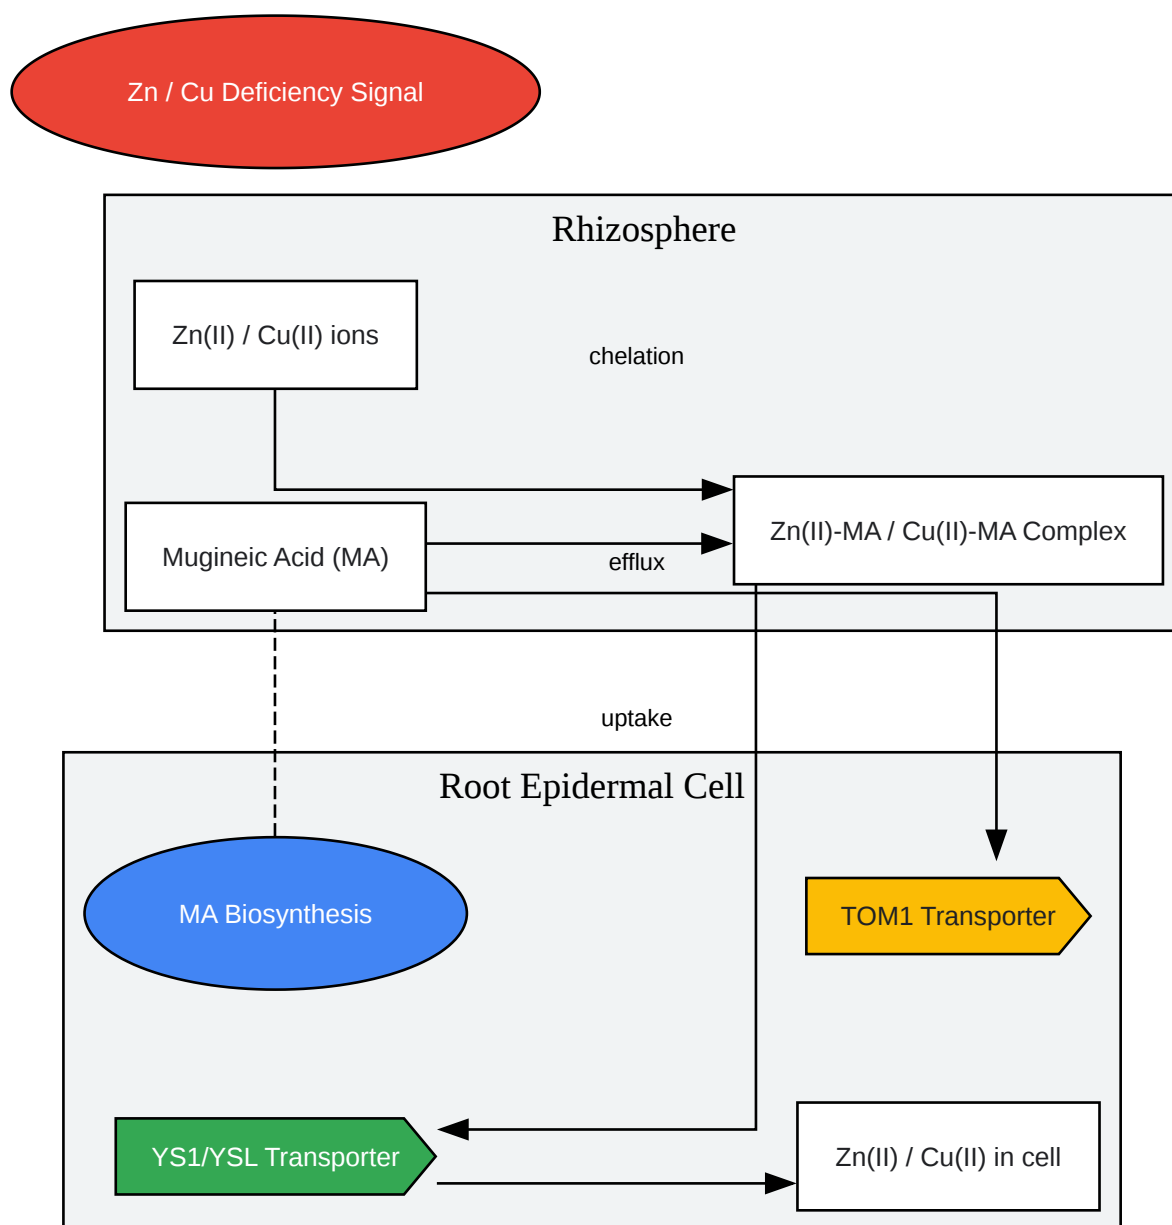 Zn / Cu Deficiency Signal
Rhizosphere
Zn(II) / Cu(II) ions
chelation
Zn(II)-MA / Cu(II)-MA Complex
Mugineic Acid (MA)
efflux
uptake
Root Epidermal Cell
MA Biosynthesis
TOM1 Transporter
YS1/YSL Transporter
Zn(II) / Cu(II) in cell